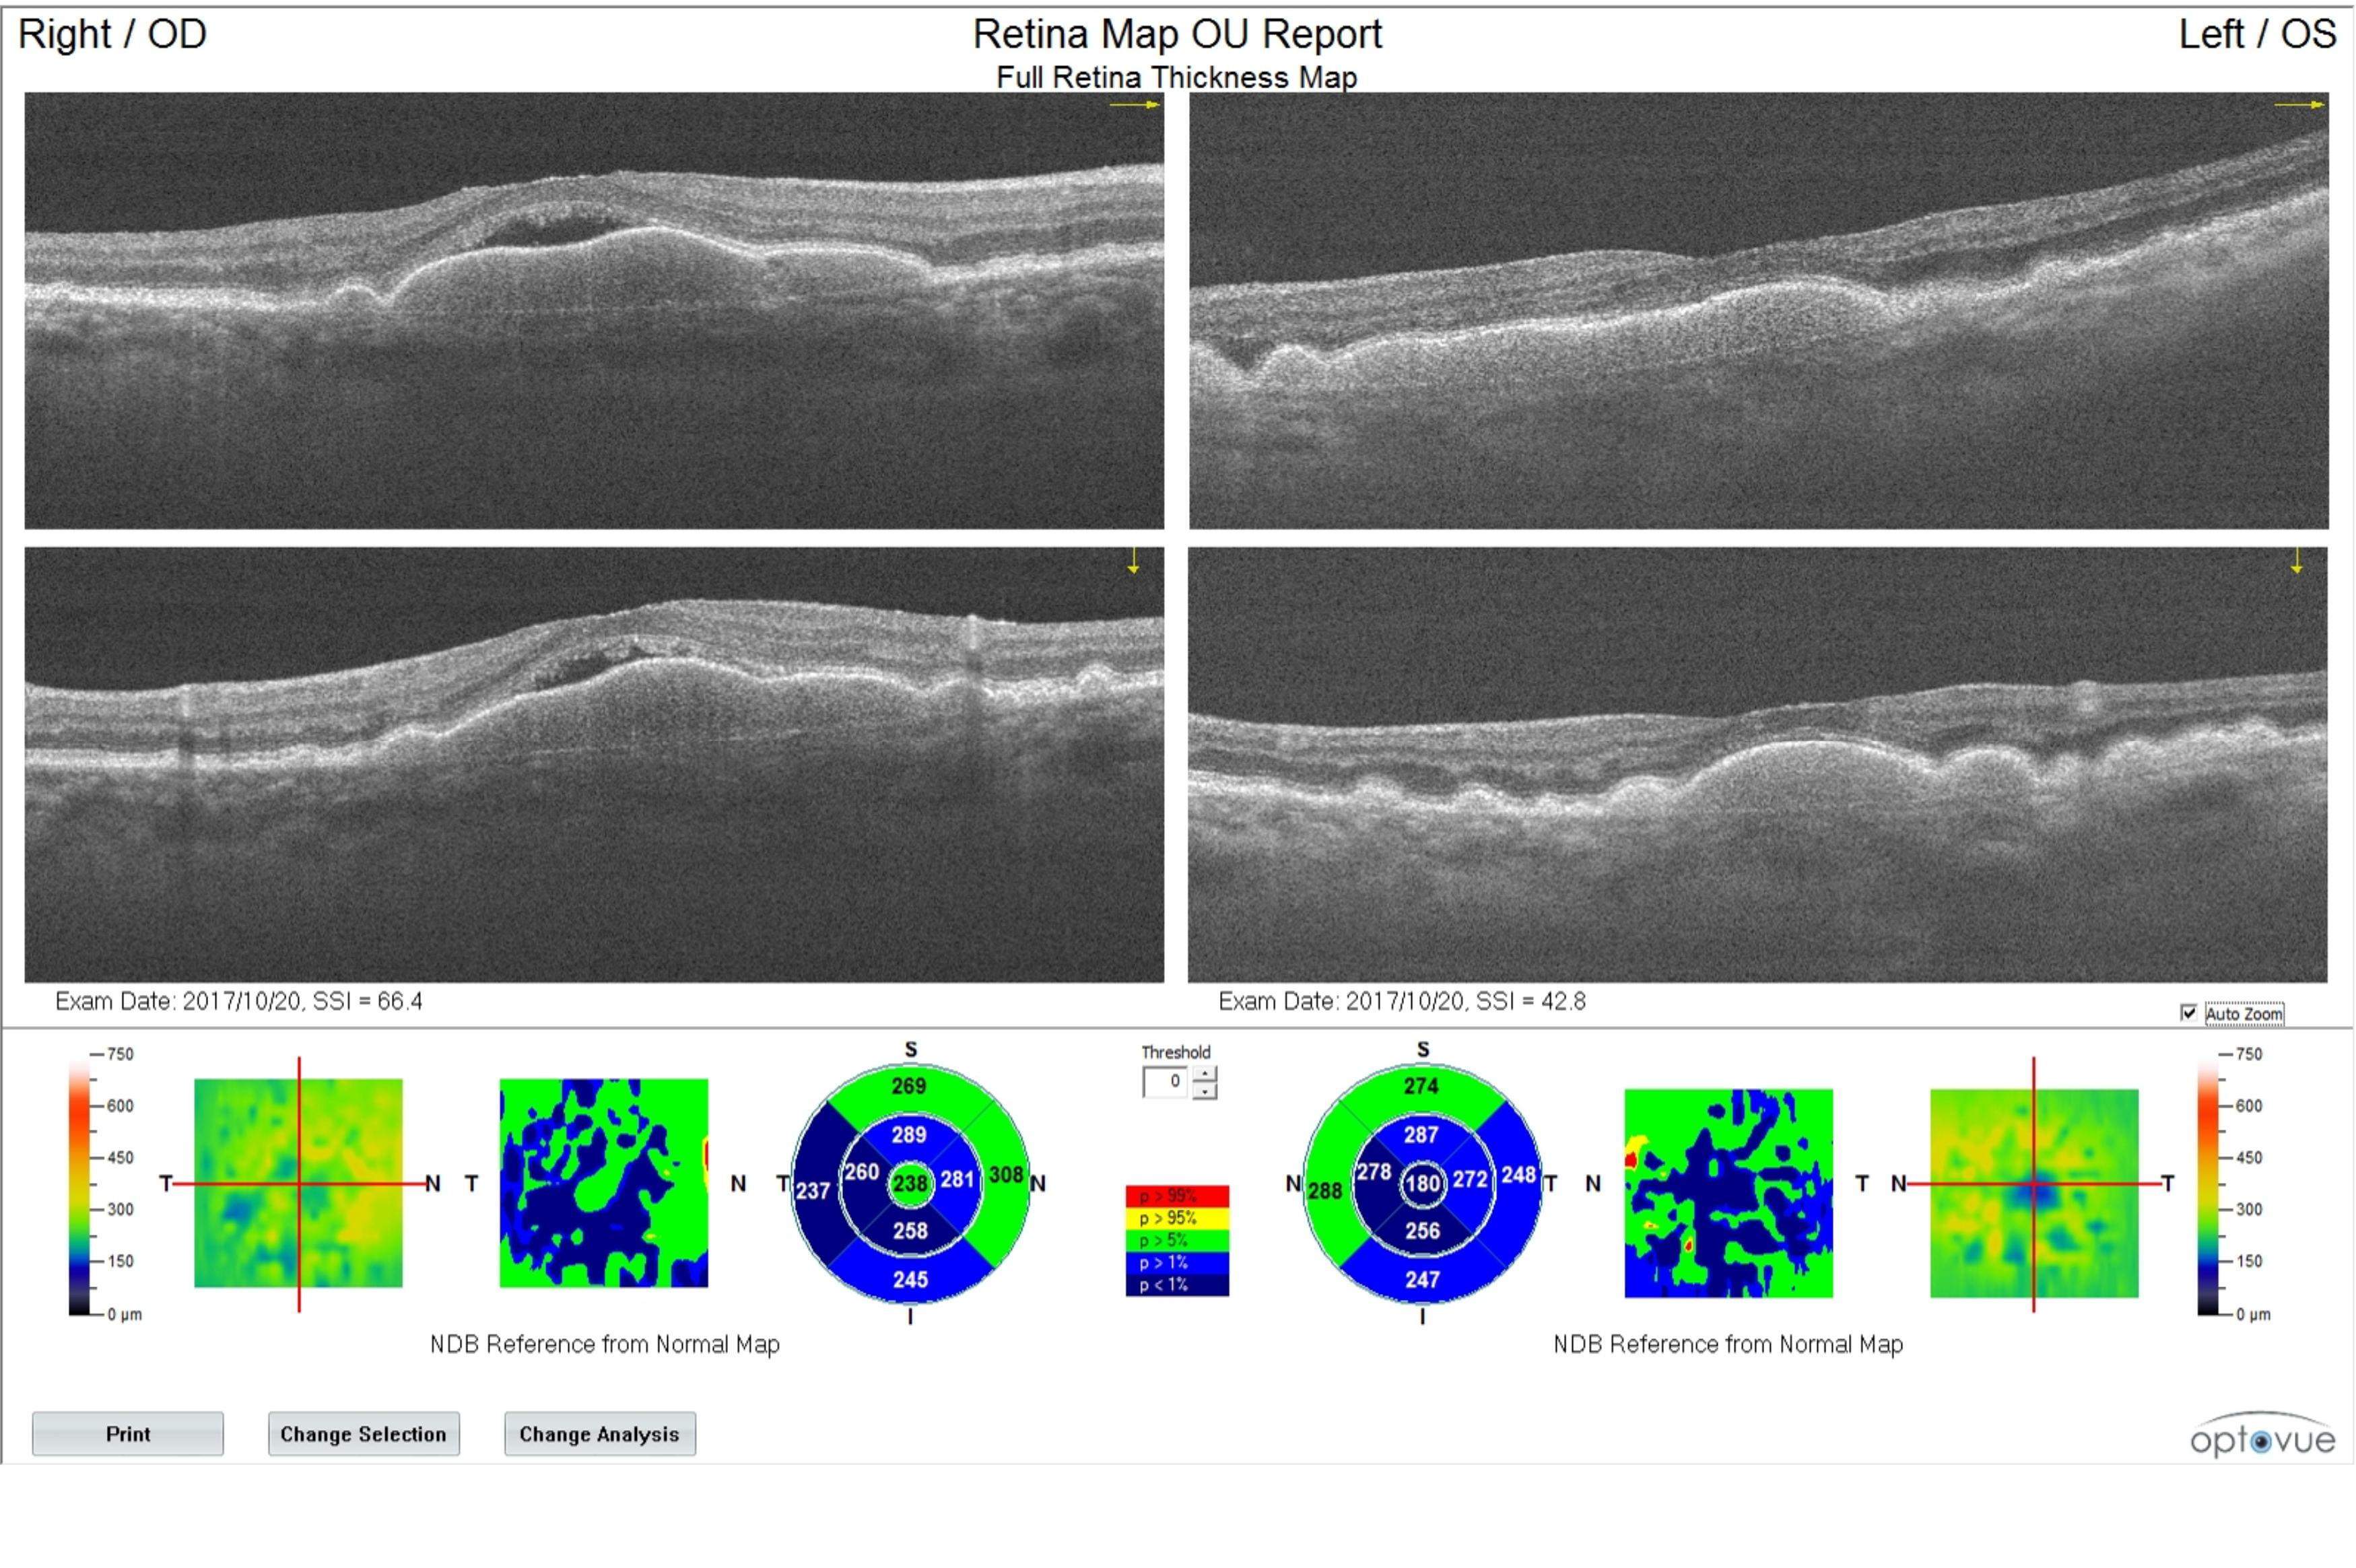 Right / OD
Retina Map OU Report
Left / OS
Full Retina Thickness Map
Exam Date: 2017/10/20, SSI = 66.4
Exam Date: 2017/10/20, SSI = 42.8
Auto Zoom
750
600
450
300
150
0 µm
T
N
T
N
S
269
289
T
237
260
238
281
308
N
258
245
I
NDB Reference from Normal Map
Threshold
0
p > 99%
p > 95%
p > 5%
p > 1%
p < 1%
S
274
287
N
288
278
180
272
248
T
256
247
I
N
T
N
T
750
600
450
300
150
0 µm
NDB Reference from Normal Map
Print
Change Selection
Change Analysis
optovue